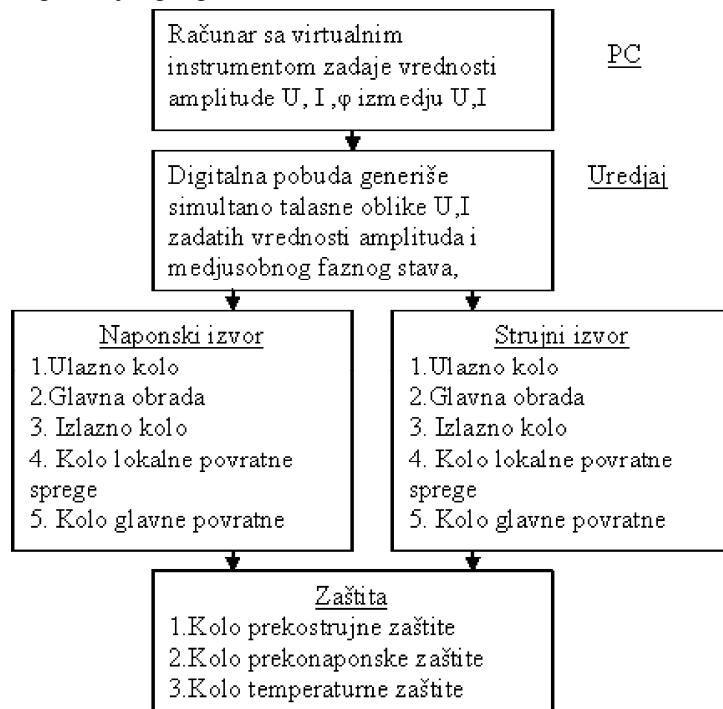 Računar sa virtualnim
instrumentom zadaje vrednosti
amplitude U, I ,φ izmedju U,I
PC
Digitalna pobuda generiše
simultano talasne oblike U,I
zadatih vrednosti amplituda i
medjusobnog faznog stava,
Uredjaj
Naponski izvor
1.Ulazno kolo
2.Glavna obrada
3. Izlazno kolo
4. Kolo lokalne povratne
sprege
5. Kolo glavne povratne
Strujni izvor
1.Ulazno kolo
2.Glavna obrada
3. Izlazno kolo
4. Kolo lokalne povratne
sprege
5. Kolo glavne povratne
Zaštita
1.Kolo prekostrujne zaštite
2.Kolo prekonaponske zaštite
3.Kolo temperaturne zaštite